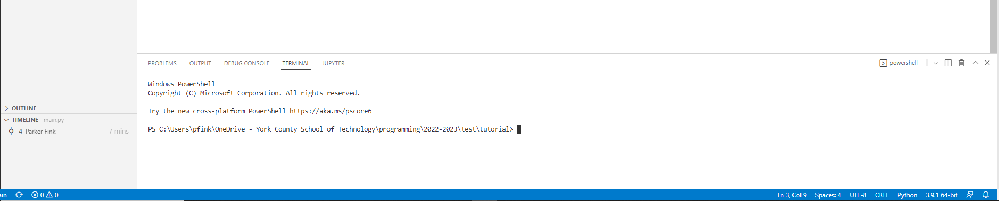 PROBLEMS OUTPUT DEBUG CONSOLE TERMINAL JUPYTER powershell
Windows PowerShell
Copyright (C) Microsoft Corporation. All rights reserved.
Try the new cross-platform PowerShell https://aka.ms/pscore6
PS C:\Users\pfink\OneDrive - York County School of Technology\programming\2022-2023\test\tutorial>
OUTLINE
TIMELINE main.py
4 Parker Fink 7 mins
ain 0 0 Ln 3, Col 9 Spaces: 4 UTF-8 CRLF Python 3.9.1 64-bit